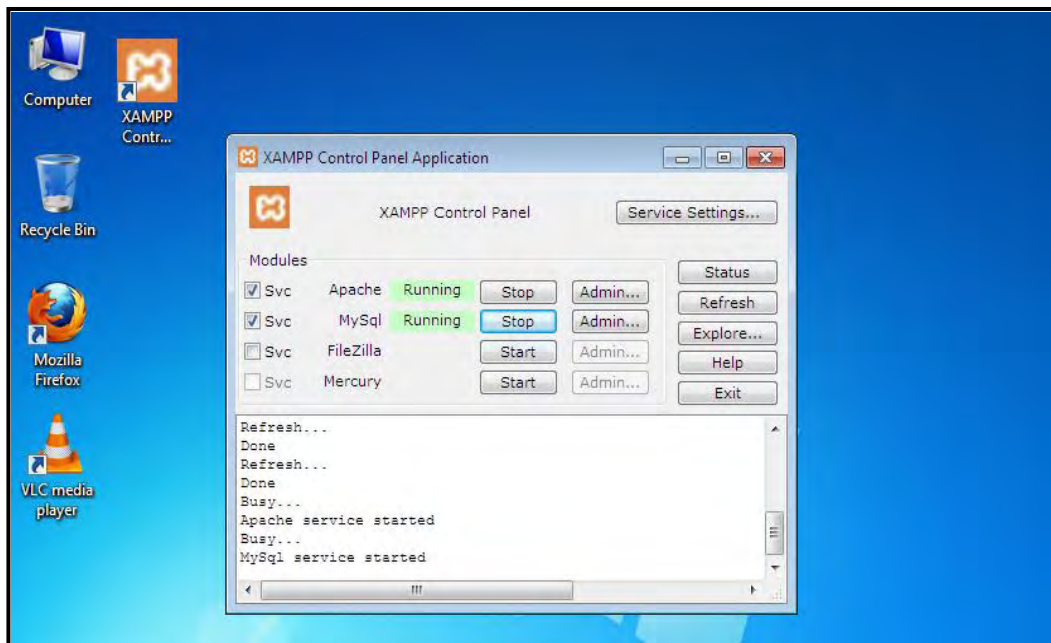 Computer
XAMPP
Contr...
Recycle Bin
Mozilla
Firefox
VLC media
player
XAMPP Control Panel Application
XAMPP Control Panel
Service Settings...
Modules
Svc Apache Running Stop Admin...
Svc MySql Running Stop Admin...
Svc FileZilla Start Admin...
Svc Mercury Start Admin...
Status
Refresh
Explore...
Help
Exit
Refresh...
Done
Refresh...
Done
Busy...
Apache service started
Busy...
MySql service started